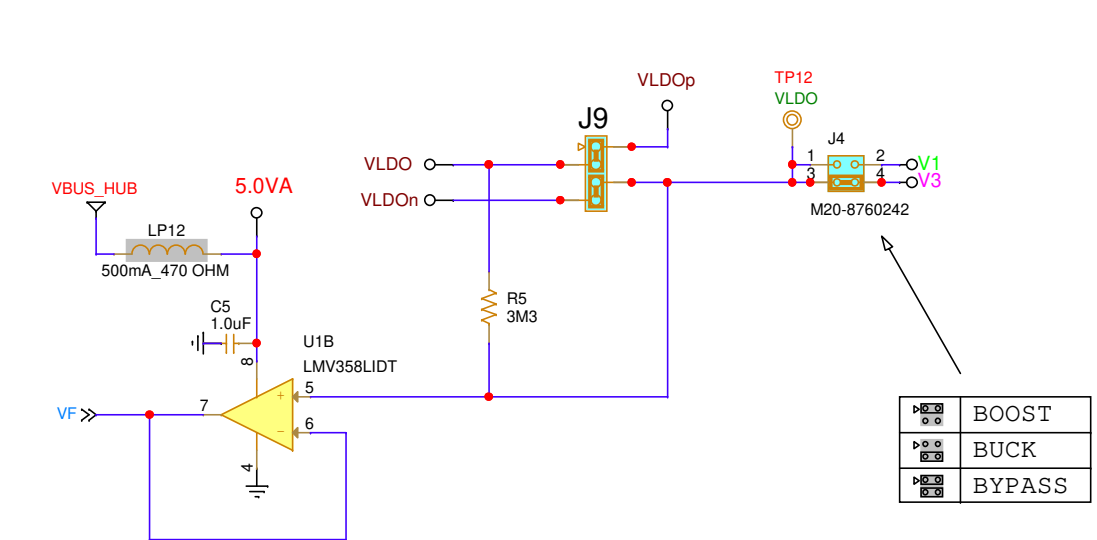 VLDOp
TP12
VLDO
J9
J4
1
2
V1
3
4
V3
M20-8760242
VLDO
VLDOn
VBUS_HUB
5.0VA
LP12
500mA_470 OHM
R5
3M3
C5
1.0uF
U1B
LMV358LIDT
8
5
+
7
VF
6
-
4
BOOST
BUCK
BYPASS